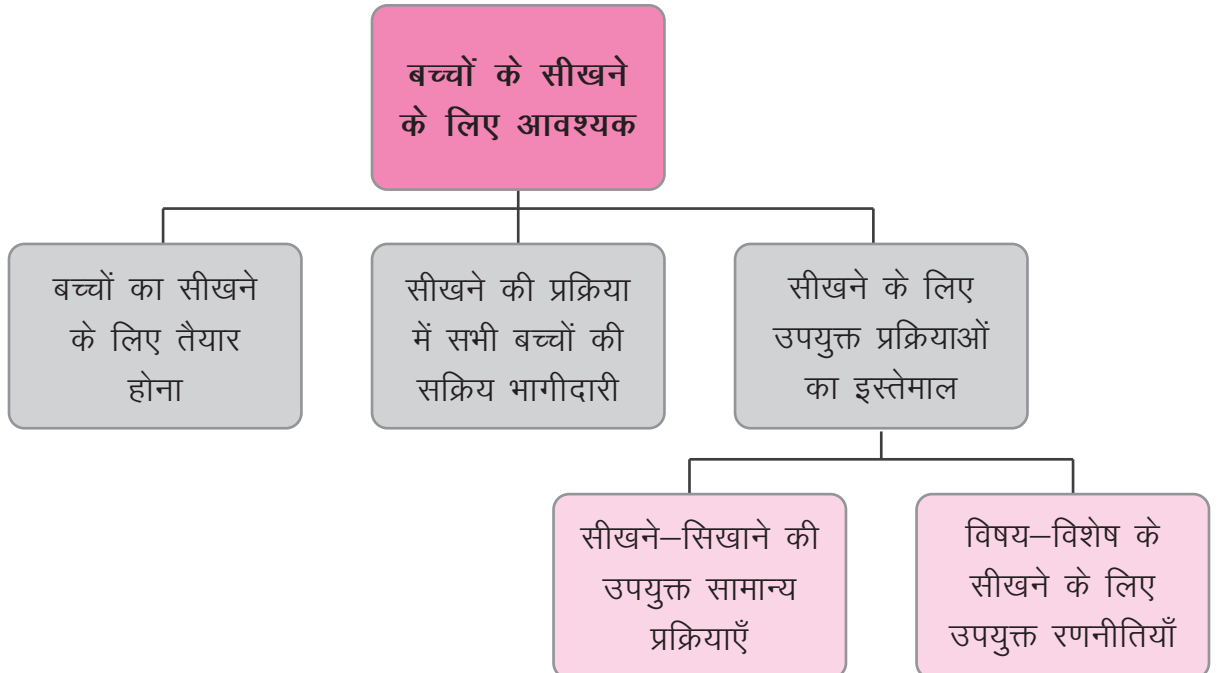 बच्चों के सीखने
के लिए आवश्यक
बच्चों का सीखने
के लिए तैयार
होना
सीखने की प्रक्रिया
में सभी बच्चों की
सक्रिय भागीदारी
सीखने के लिए
उपयुक्त प्रक्रियाओं
का इस्तेमाल
सीखने–सिखाने की
उपयुक्त सामान्य
प्रक्रियाएँ
विषय–विशेष के
सीखने के लिए
उपयुक्त रणनीतियाँ